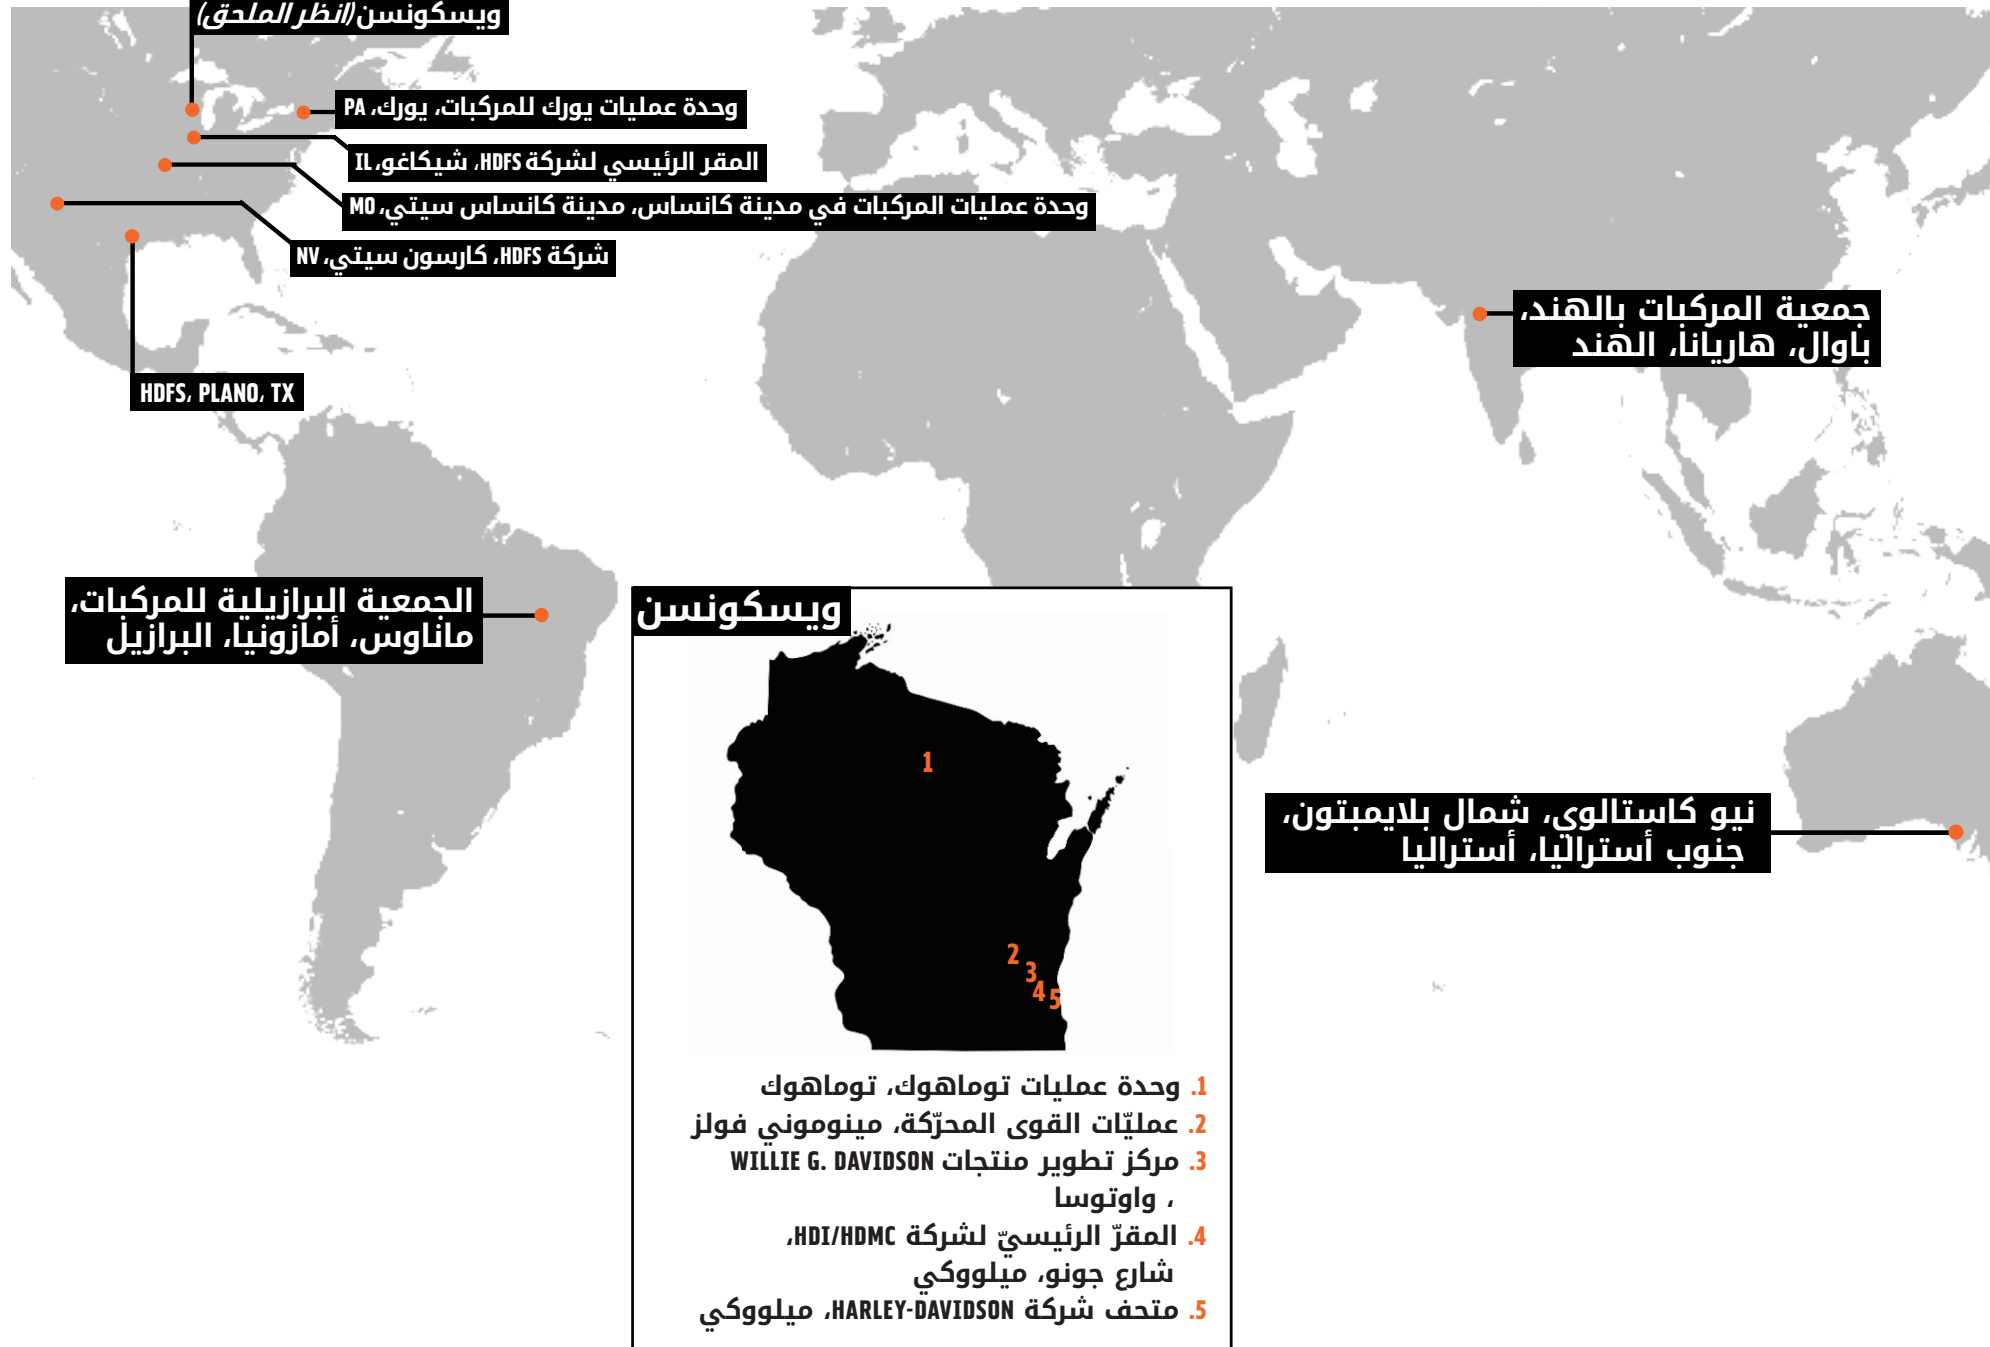 ويسكونسن (انظر الملحق)
وحدة عمليات يورك للمركبات، يورك، PA
المقر الرئيسي لشركة HDFS، شيكاغو، IL
وحدة عمليات المركبات في مدينة كانساس، مدينة كانساس سيتي، MO
شركة HDFS، كارسون سيتي، NV
HDFS، PLANO، TX
جمعية المركبات بالهند،
باوال، هاريانا، الهند
الجمعية البرازيلية للمركبات،
ماناوس، أمازونيا، البرازيل
نيو كاستالوي، شمال بلايمبتون،
جنوب أستراليا، أستراليا
ويسكونسن
1
2
3
4
5
1. وحدة عمليات توماهوك، توماهوك
2. عمليّات القوى المحرّكة، مينوموني فولز
3. مركز تطوير منتجات WILLIE G. DAVIDSON
، واوتوسا
4. المقرّ الرئيسيّ لشركة HDI/HDMC،
شارع جونو، ميلووكي
5. متحف شركة HARLEY-DAVIDSON، ميلووكي